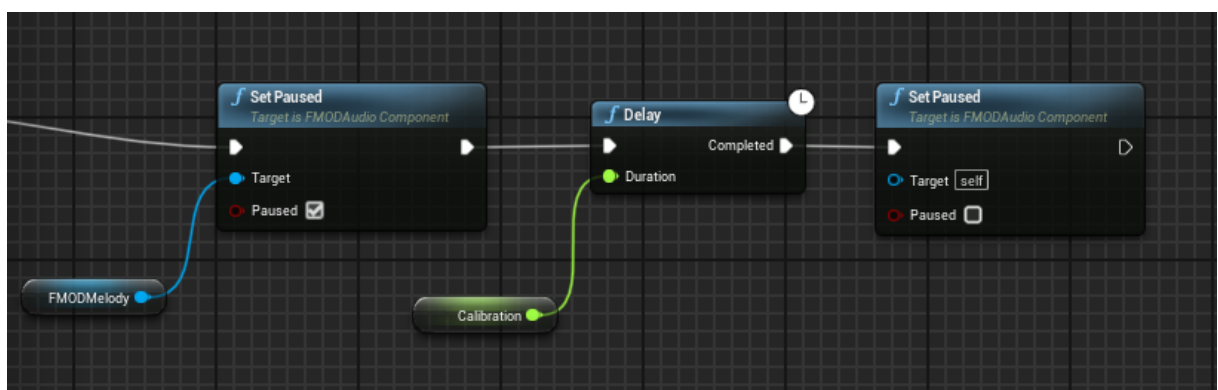 f Set Paused
Target is FMODAudio Component
Target
Paused
FMODMelody
f Delay
Completed
Duration
Calibration
f Set Paused
Target is FMODAudio Component
Target self
Paused